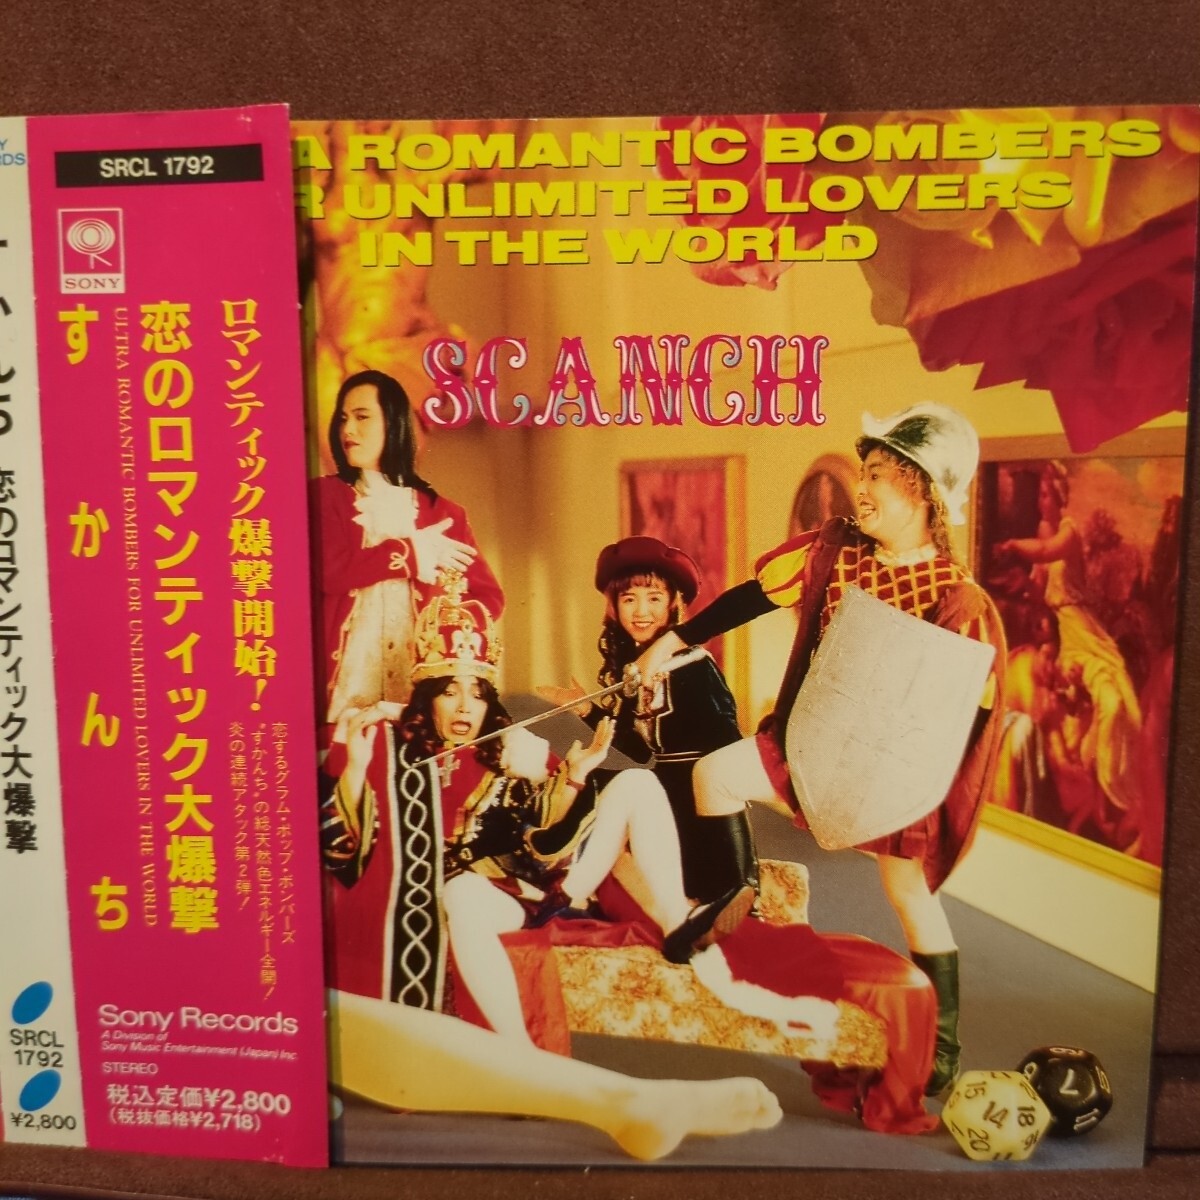 SRCL 1792
SONY
ロマンティック爆撃開始!
恋するグラム・ポップ・ボンバーズ
"すかんち"の総天然色エネルギー全開!
炎の連続アタック第2弾!
恋のロマンティック大爆撃
ULTRA ROMANTIC BOMBERS FOR UNLIMITED LOVERS IN THE WORLD
すかんち
Sony Records
A Division of
Sony Music Entertainment (Japan) Inc.
STEREO
税込定価¥2,800
(税抜価格¥2,718)
恋のロマンティック大爆撃
SRCL
1792
¥2,800
A ROMANTIC BOMBERS
R UNLIMITED LOVERS
IN THE WORLD
SCANCH
15
14
18
20
7
11